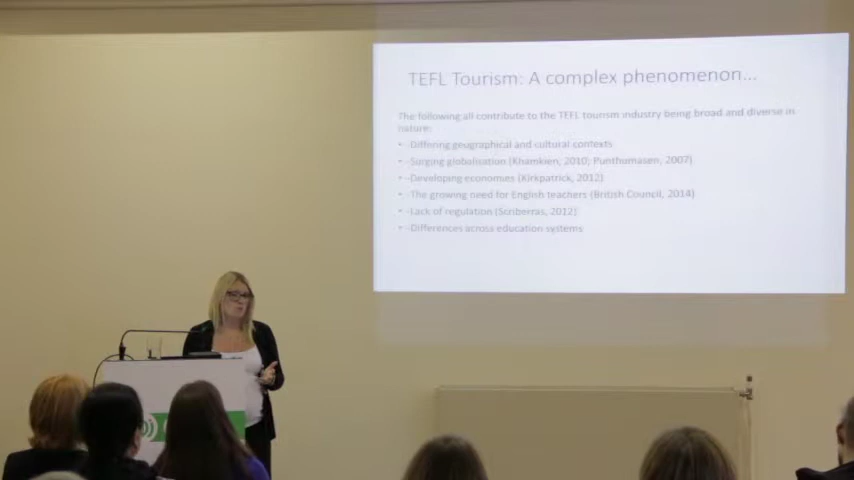 TEFL Tourism: A complex phenomenon...
The following all contribute to the TEFL tourism industry being broad and diverse in
nature:
• -Differing geographical and cultural contexts
• -Surging globalisation (Khamkien, 2010; Punthumasen, 2007)
• -Developing economies (Kirkpatrick, 2012)
• -The growing need for English teachers (British Council, 2014)
• -Lack of regulation (Scriberras, 2012)
• -Differences across education systems